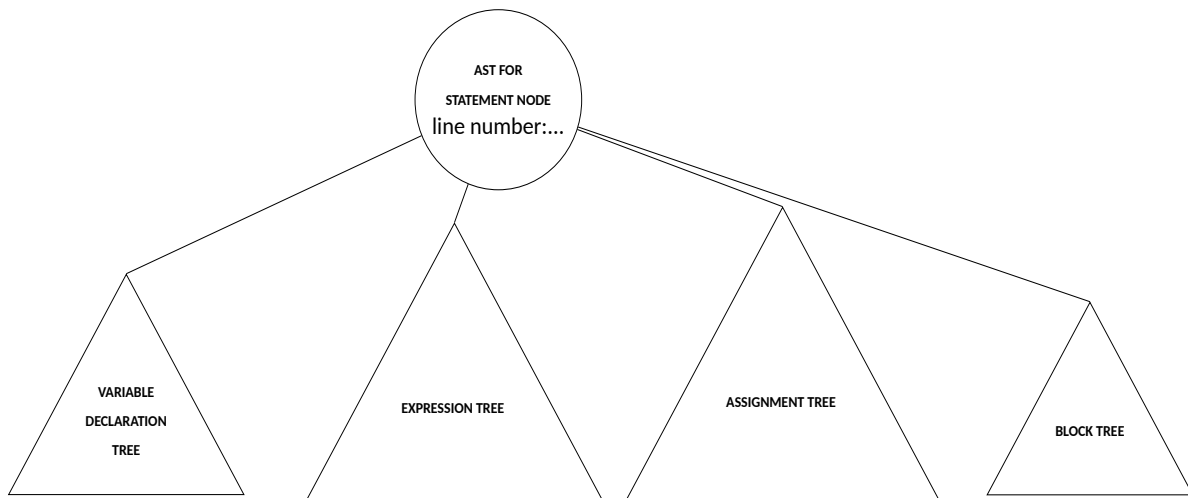 AST FOR
STATEMENT NODE
line number:...
VARIABLE
DECLARATION
TREE
EXPRESSION TREE
ASSIGNMENT TREE
BLOCK TREE